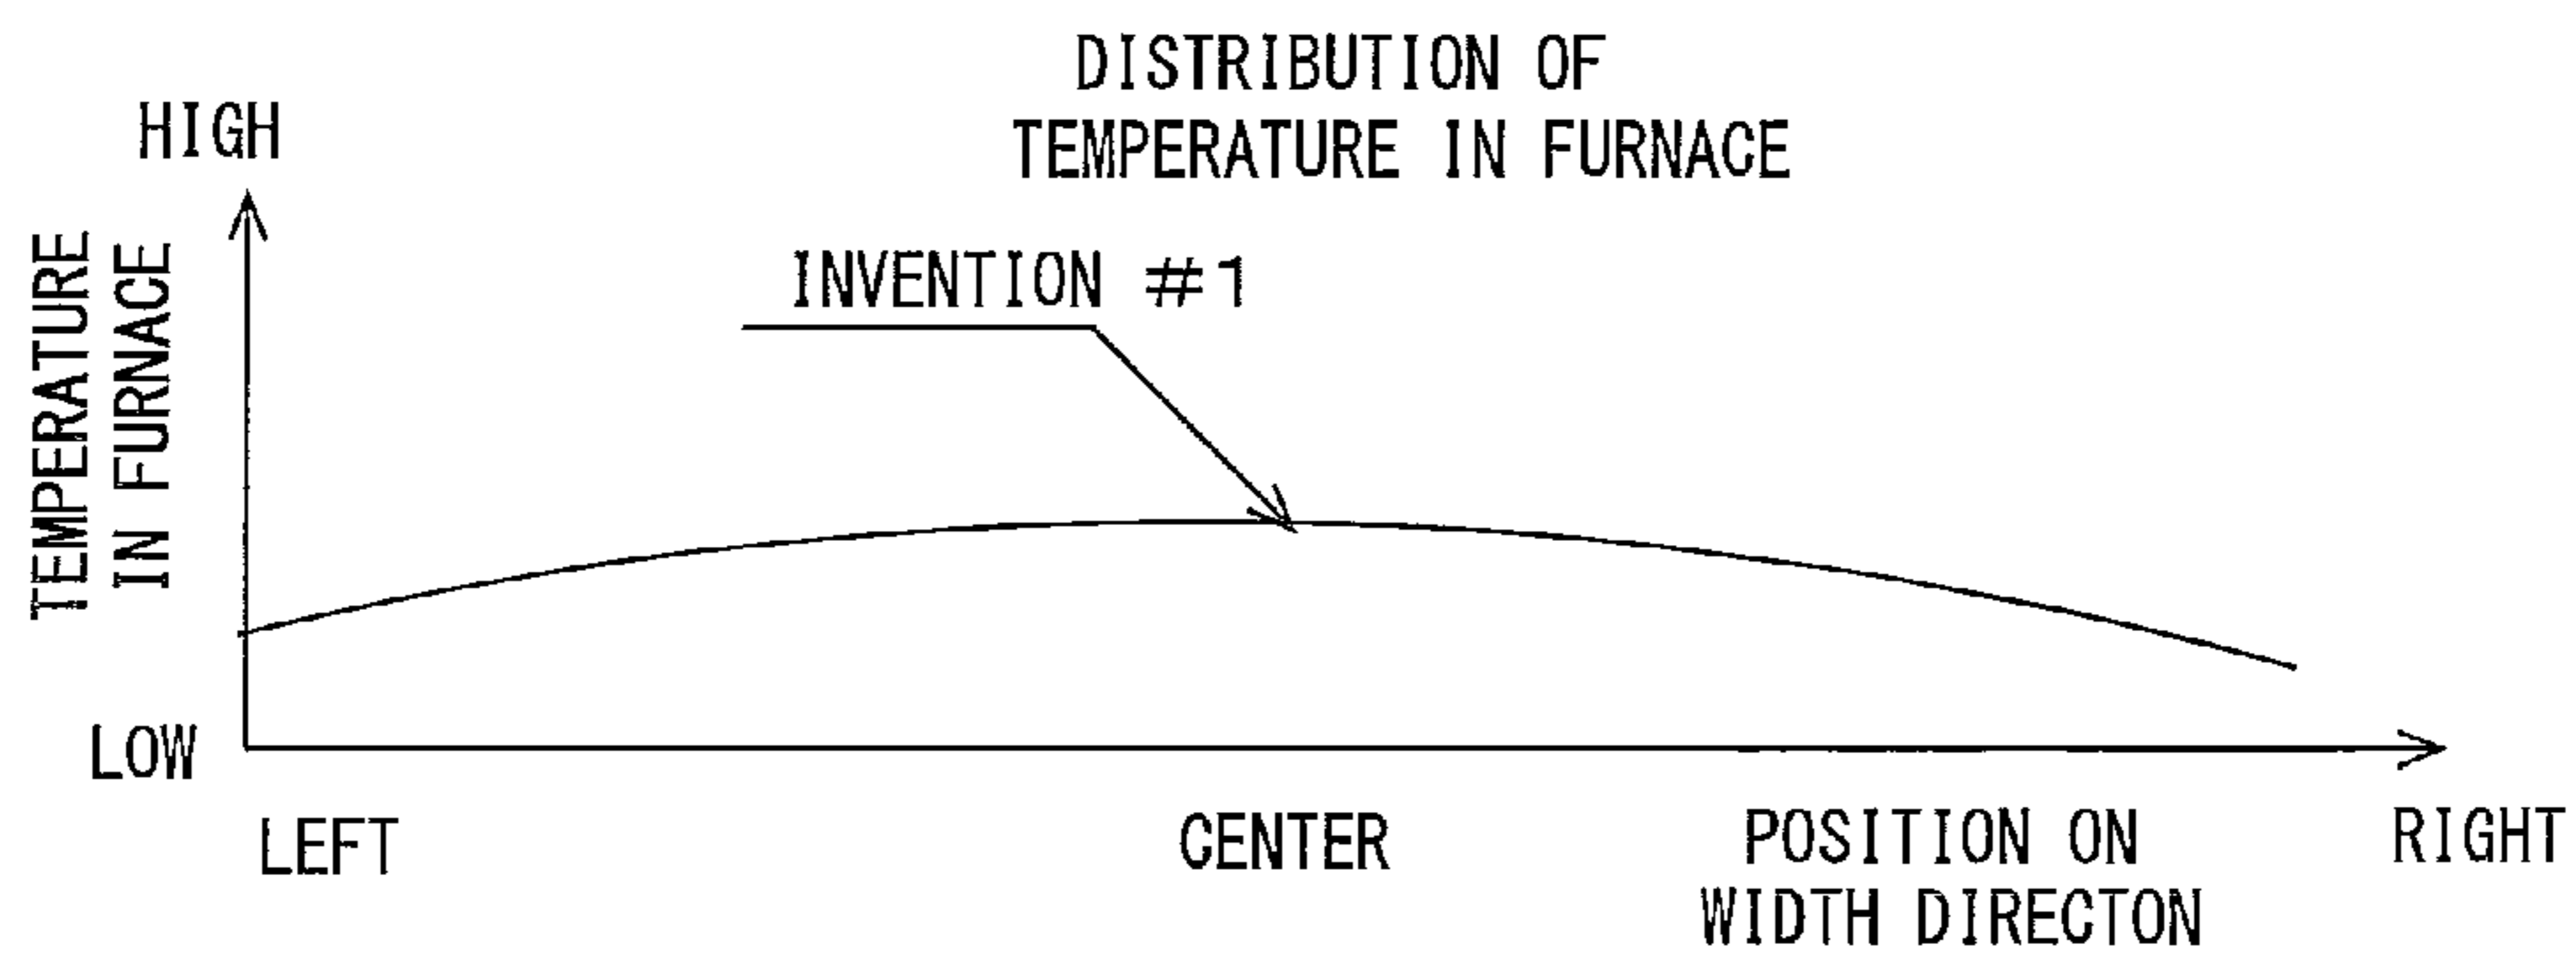 DISTRIBUTION OF
TEMPERATURE IN FURNACE
HIGH
TEMPERATURE
IN FURNACE
INVENTION #1
LOW
LEFT
CENTER
POSITION ON
WIDTH DIRECTON
RIGHT